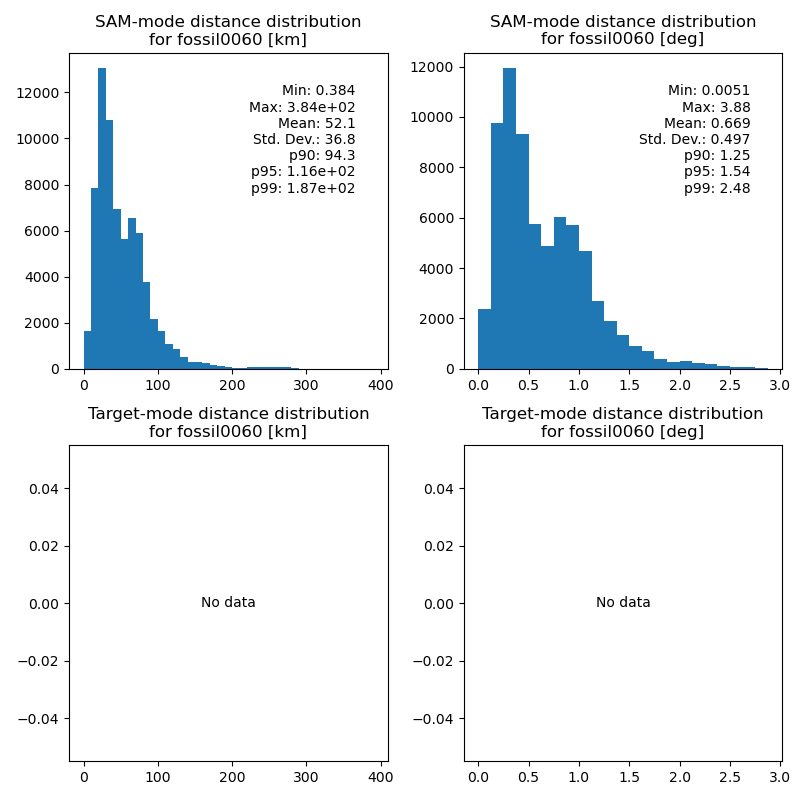 SAM-mode distance distribution
for fossil0060 [km]
Min: 0.384
Max: 3.84e+02
Mean: 52.1
Std. Dev.: 36.8
p90: 94.3
p95: 1.16e+02
p99: 1.87e+02
12000
10000
8000
6000
4000
2000
0
0 100 200 300 400
SAM-mode distance distribution
for fossil0060 [deg]
Min: 0.0051
Max: 3.88
Mean: 0.669
Std. Dev.: 0.497
p90: 1.25
p95: 1.54
p99: 2.48
12000
10000
8000
6000
4000
2000
0
0.0 0.5 1.0 1.5 2.0 2.5 3.0
Target-mode distance distribution
for fossil0060 [km]
0.04
0.02
0.00
−0.02
−0.04
No data
0 100 200 300 400
Target-mode distance distribution
for fossil0060 [deg]
0.04
0.02
0.00
−0.02
−0.04
No data
0.0 0.5 1.0 1.5 2.0 2.5 3.0